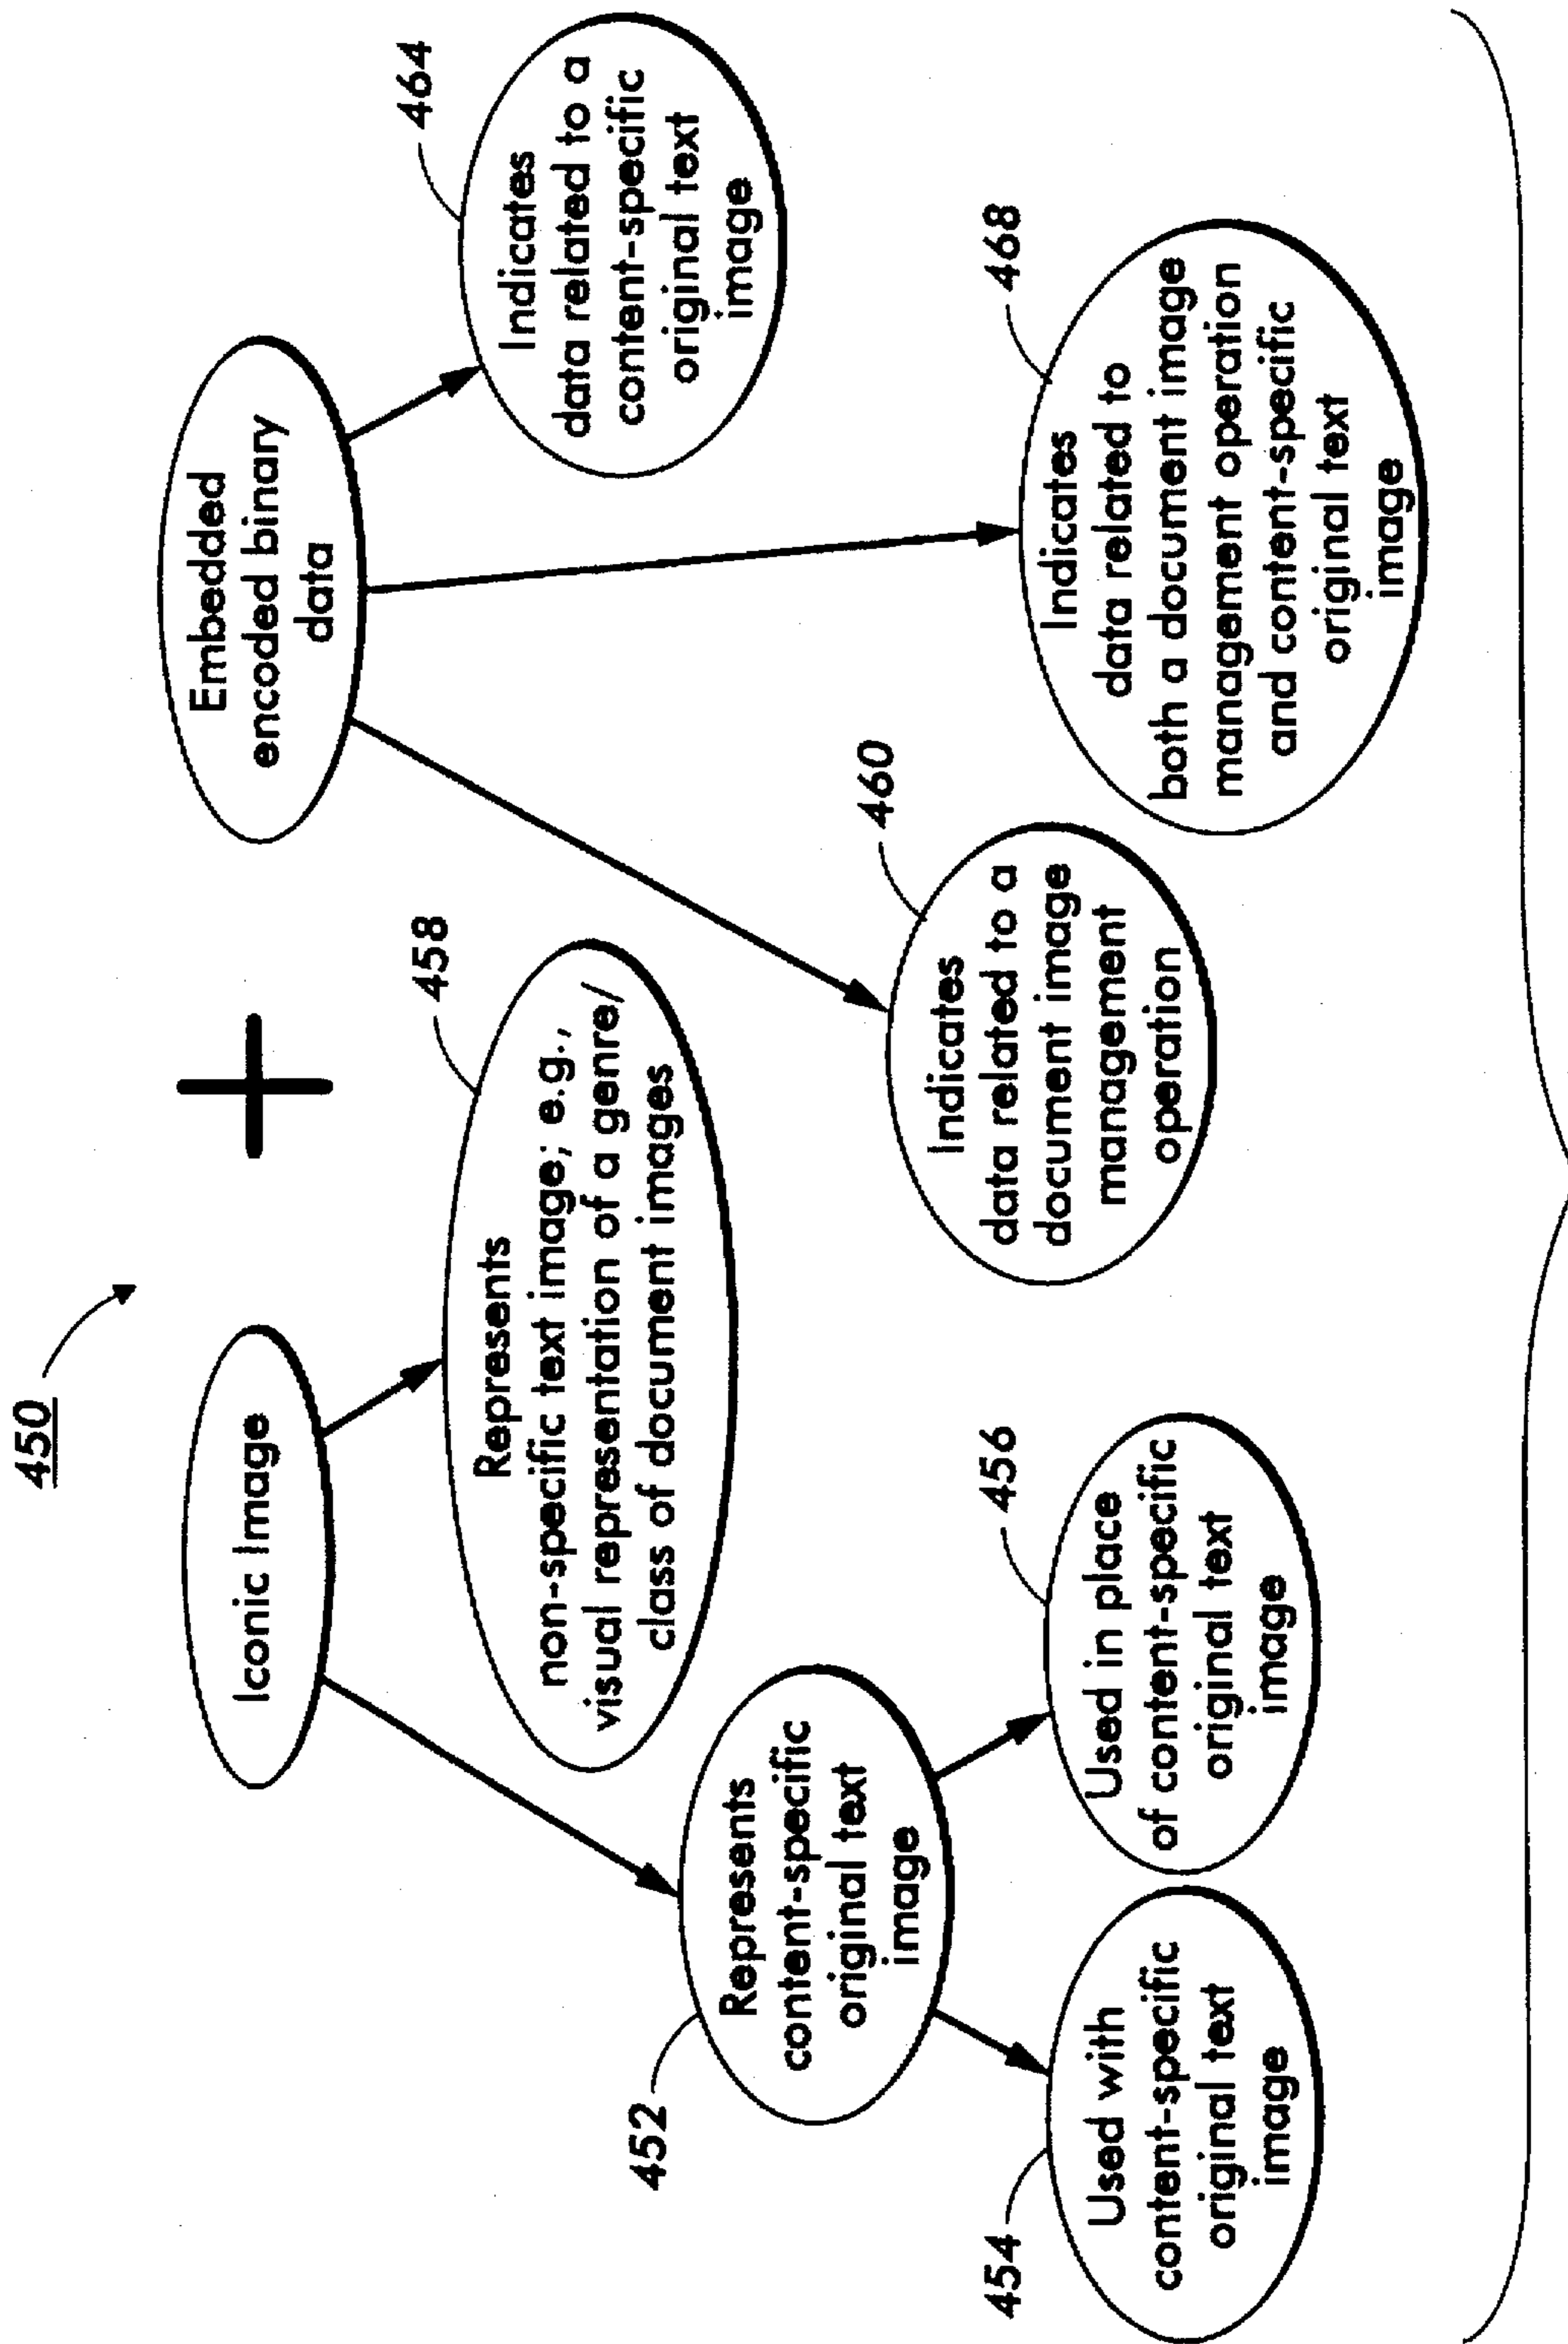 450
Iconic Image
Embedded
encoded binary
data
458
Represents
non-specific text image; e.g.,
visual representation of a genre/
class of document images
464
Indicates
data related to a
content-specific
original text
image
452
Represents
content-specific
original text
image
460
Indicates
data related to a
document image
management
operation
454
Used with
content-specific
original text
image
456
Used in place
of content-specific
original text
image
468
Indicates
data related to
both a document image
management operation
and content-specific
original text
image